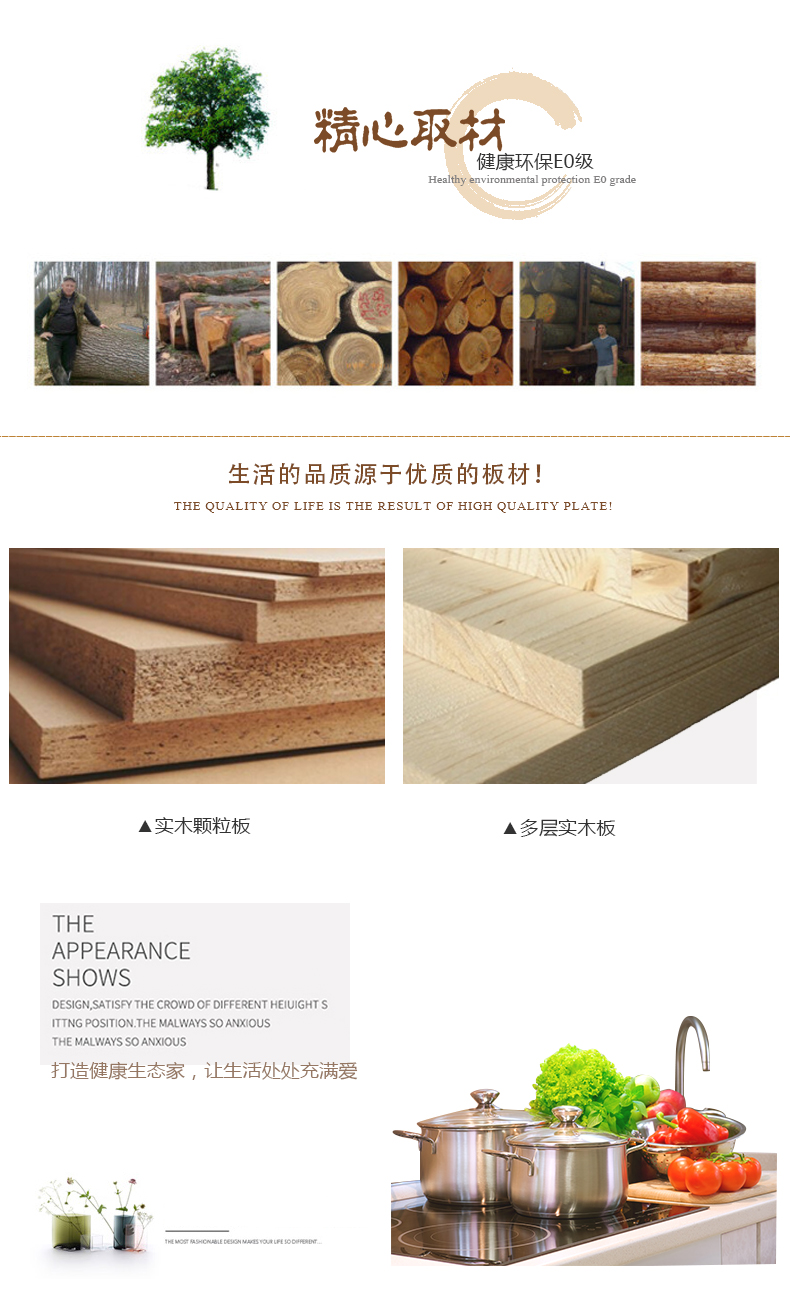 精心取材
健康环保E0级
Healthy environmental protection E0 grade
生活的品质源于优质的板材！
THE QUALITY OF LIFE IS THE RESULT OF HIGH QUALITY PLATE!
▲实木颗粒板
▲多层实木板
THE
APPEARANCE
SHOWS
DESIGN,SATISFY THE CROWD OF DIFFERENT HEIUIGHT S
ITTNG POSITION.THE MALWAYS SO ANXIOUS
THE MALWAYS SO ANXIOUS
打造健康生态家，让生活处处充满爱
THE MOST FASHIONABLE DESIGN MAKES YOUR LIFE SO DIFFERENT...